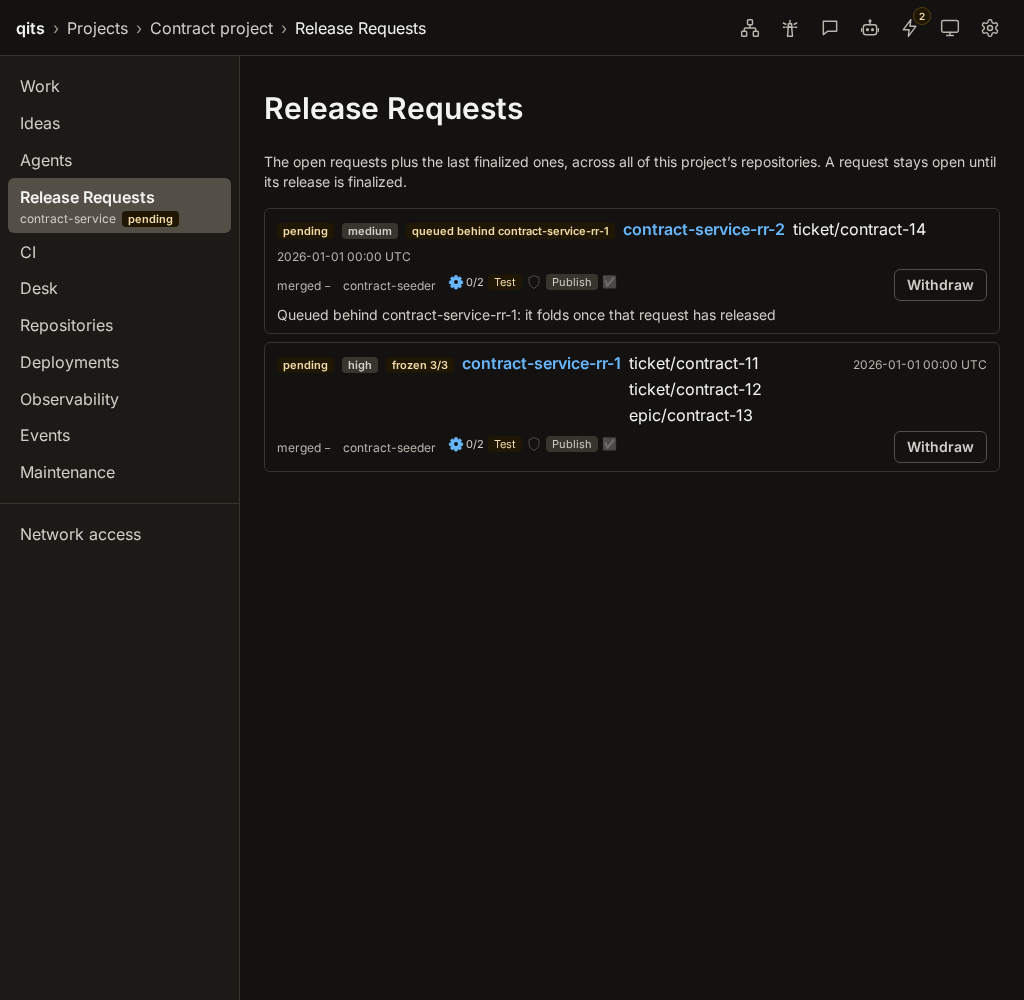 qits › Projects › Contract project › Release Requests
2
Work
Ideas
Agents
Release Requests
contract-service pending
CI
Desk
Repositories
Deployments
Observability
Events
Maintenance
Network access
Release Requests
The open requests plus the last finalized ones, across all of this project's repositories. A request stays open until
its release is finalized.
pending medium queued behind contract-service-rr-1 contract-service-rr-2 ticket/contract-14
2026-01-01 00:00 UTC
merged – contract-seeder 0/2 Test Publish Withdraw
Queued behind contract-service-rr-1: it folds once that request has released
pending high frozen 3/3 contract-service-rr-1 ticket/contract-11 2026-01-01 00:00 UTC
ticket/contract-12
epic/contract-13
merged – contract-seeder 0/2 Test Publish Withdraw